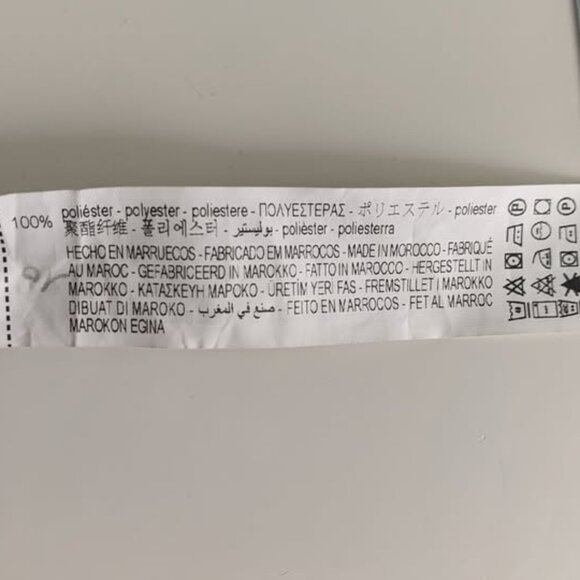 100% poliéster - polyester - poliestere - ΠΟΛΥΕΣΤΕΡΑΣ - ポリエステル - poliester
聚酯纤维 - 폴리에스터 - بوليستير - polièster - poliesterra
HECHO EN MARRUECOS - FABRICADO EM MARROCOS - MADE IN MOROCCO - FABRIQUÉ
AU MAROC - GEFABRICEERD IN MAROKKO - FATTO IN MAROCCO - HERGESTELLT IN
MAROKKO - ΚΑΤΑΣΚΕΥΗ ΜΑΡΟΚΟ - ÜRETİM YERİ FAS - FREMSTILLET I MAROKKO
DIBUAT DI MAROKO - صنع في المغرب - FEITO EN MARROCOS - FET AL MARROC
MAROKON EGINA